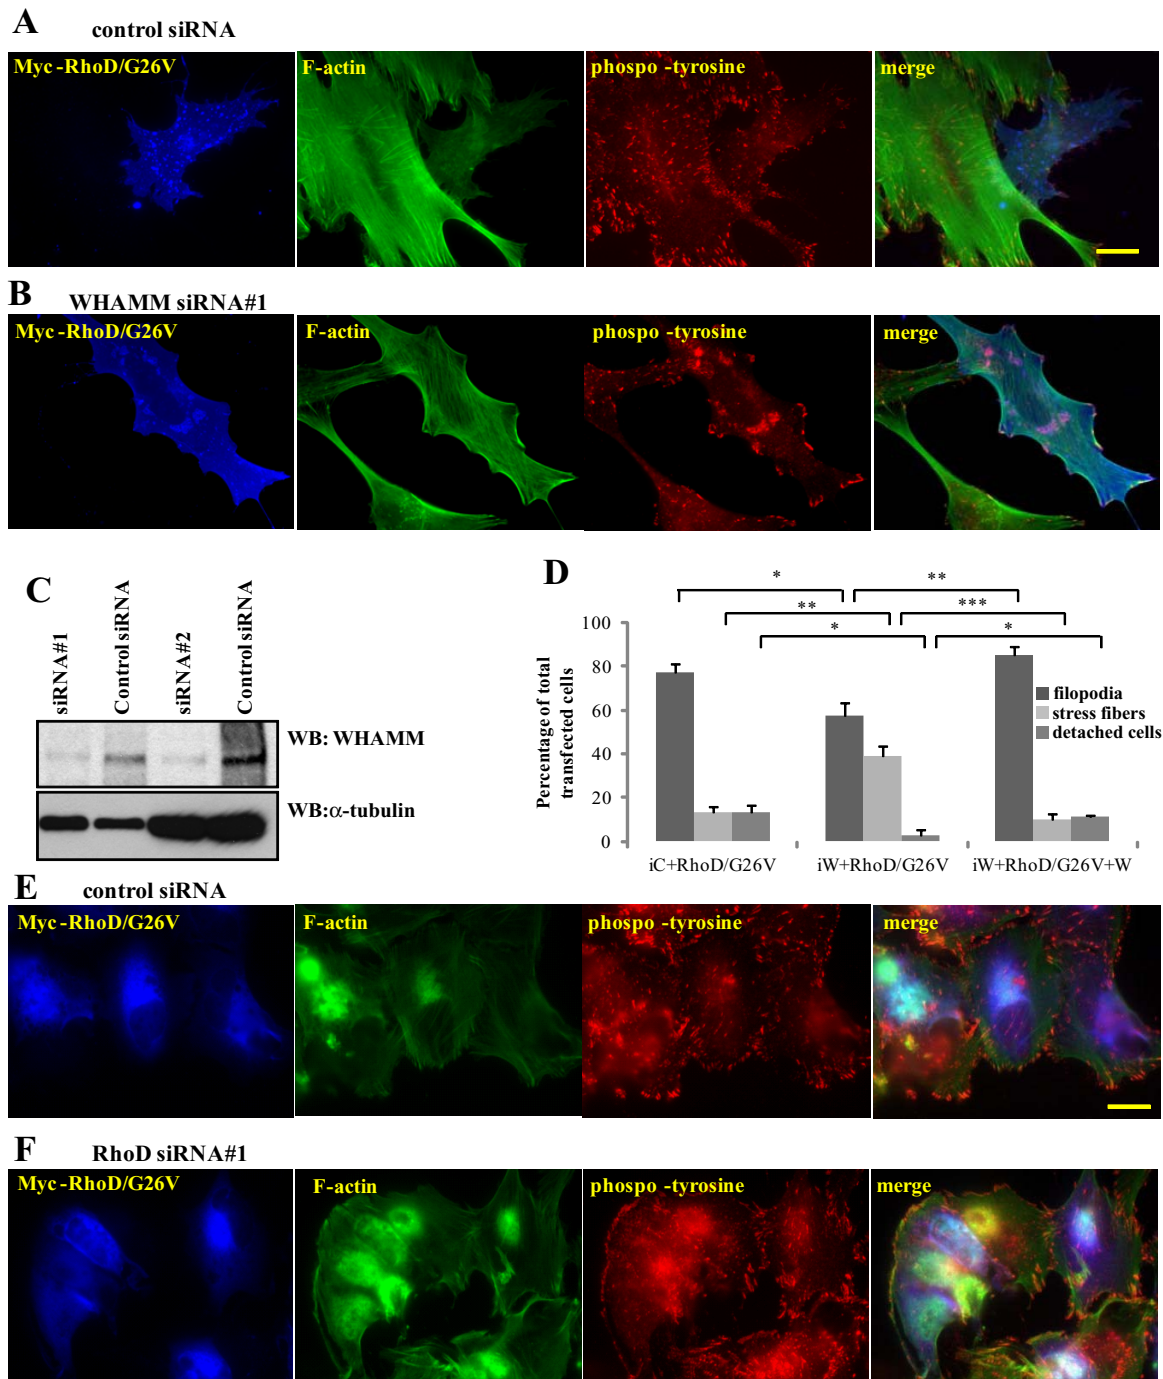 A
control siRNA
Myc-RhoD/G26V
F-actin
phospo-tyrosine
merge
B
WHAMM siRNA#1
Myc-RhoD/G26V
F-actin
phospo-tyrosine
merge
C
siRNA#1
Control siRNA
siRNA#2
Control siRNA
WB: WHAMM
WB:α-tubulin
D
* **
** ***
* *
Percentage of total
transfected cells
100
80
60
40
20
0
filopodia
stress fibers
detached cells
iC+RhoD/G26V
iW+RhoD/G26V
iW+RhoD/G26V+W
E
control siRNA
Myc-RhoD/G26V
F-actin
phospo-tyrosine
merge
F
RhoD siRNA#1
Myc-RhoD/G26V
F-actin
phospo-tyrosine
merge